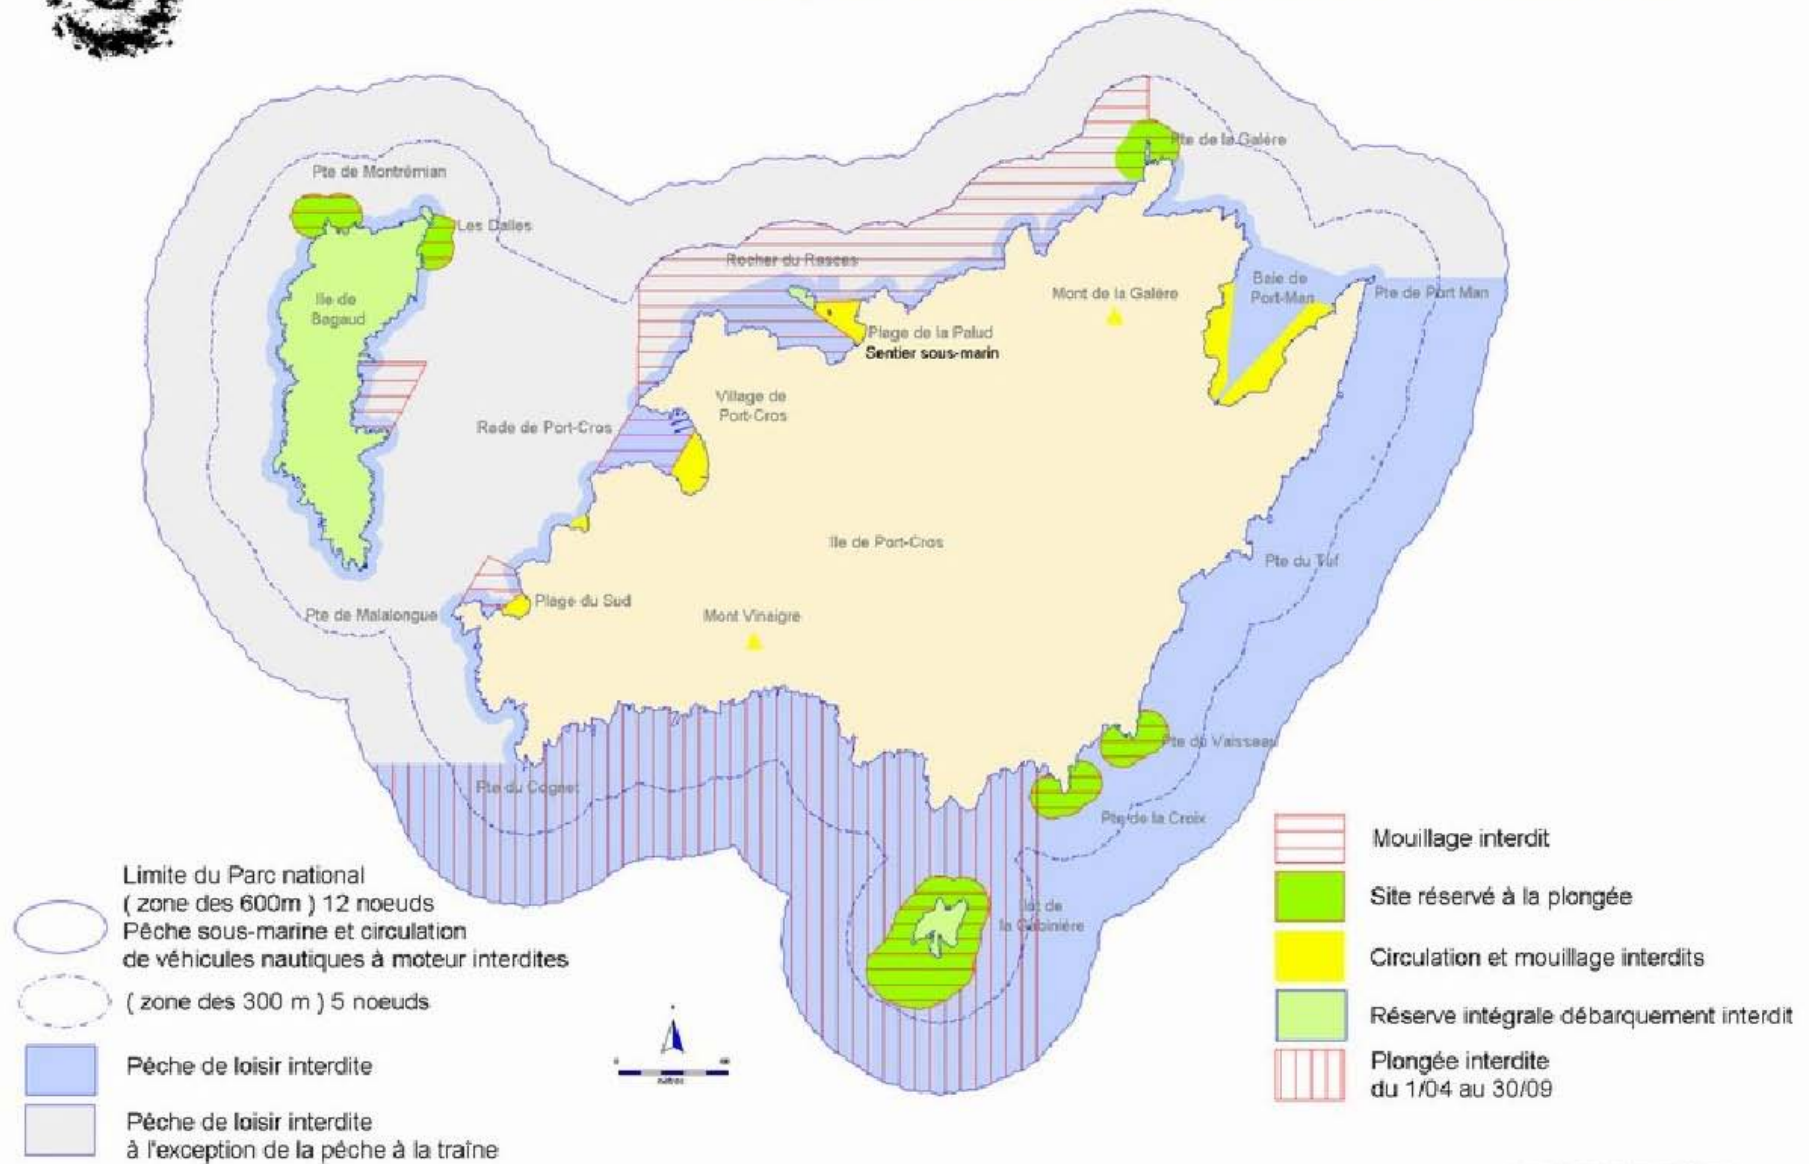 Pte de la Galère
Pte de Montrémian
Les Dalles
Rocher du Rascas
Ile de
Bagaud
Mont de la Galère
Baie de
Port-Man
Pte de Port Man
Plage de la Palud
Sentier sous-marin
Village de
Port-Cros
Rade de Port-Cros
Ile de Port-Cros
Pte du Tuf
Plage du Sud
Pte de Malalongue
Mont Vinaigre
Pte du Vaisseau
Pte du Cognet
Pte de la Croix
Ilot de
la Gabinière
Limite du Parc national
( zone des 600m ) 12 noeuds
Pêche sous-marine et circulation
de véhicules nautiques à moteur interdites
( zone des 300 m ) 5 noeuds
Pêche de loisir interdite
Pêche de loisir interdite
à l'exception de la pêche à la traîne
Mouillage interdit
Site réservé à la plongée
Circulation et mouillage interdits
Réserve intégrale débarquement interdit
Plongée interdite
du 1/04 au 30/09